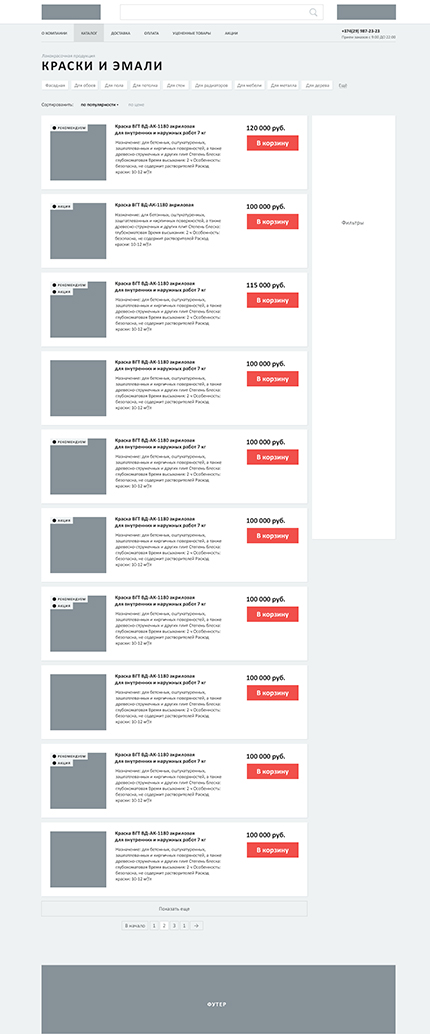 О КОМПАНИИ КАТАЛОГ ДОСТАВКА ОПЛАТА УЦЕНЕННЫЕ ТОВАРЫ АКЦИИ
+374(29) 987-23-23
Прием заказов с 9.00 ДО 22.00
Лакокрасочная продукция
КРАСКИ И ЭМАЛИ
Фасадная Для обоев Для пола Для потолка Для стен Для радиаторов Для мебели Для металла Для дерева Ещё
Сортировать: по популярности по цене
РЕКОМЕНДУЕМ
Краска ВГТ ВД-АК-1180 акриловая
для внутренних и наружных работ 7 кг
Назначение: для бетонных, оштукатуренных,
зашпатлеванных и кирпичных поверхностей, а также
древесно-стружечных и других плит Степень блеска:
глубокоматовая Время высыхания: 2 ч Особенность:
безопасна, не содержит растворителей Расход
краски: 10-12 м²/л
120 000 руб.
В корзину
АКЦИЯ
Краска ВГТ ВД-АК-1180 акриловая
Назначение: для бетонных, оштукатуренных,
зашпатлеванных и кирпичных поверхностей, а также
древесно-стружечных и других плит Степень блеска:
глубокоматовая Время высыхания: 2 ч Особенность:
безопасна, не содержит растворителей Расход
краски: 10-12 м²/л
100 000 руб.
В корзину
Фильтры
РЕКОМЕНДУЕМ
АКЦИЯ
Краска ВГТ ВД-АК-1180 акриловая
для внутренних и наружных работ 7 кг
Назначение: для бетонных, оштукатуренных,
зашпатлеванных и кирпичных поверхностей, а также
древесно-стружечных и других плит Степень блеска:
глубокоматовая Время высыхания: 2 ч Особенность:
безопасна, не содержит растворителей Расход
краски: 10-12 м²/л
115 000 руб.
В корзину
Краска ВГТ ВД-АК-1180 акриловая
для внутренних и наружных работ 7 кг
Назначение: для бетонных, оштукатуренных,
зашпатлеванных и кирпичных поверхностей, а также
древесно-стружечных и других плит Степень блеска:
глубокоматовая Время высыхания: 2 ч Особенность:
безопасна, не содержит растворителей Расход
краски: 10-12 м²/л
100 000 руб.
В корзину
РЕКОМЕНДУЕМ
Краска ВГТ ВД-АК-1180 акриловая
для внутренних и наружных работ 7 кг
Назначение: для бетонных, оштукатуренных,
зашпатлеванных и кирпичных поверхностей, а также
древесно-стружечных и других плит Степень блеска:
глубокоматовая Время высыхания: 2 ч Особенность:
безопасна, не содержит растворителей Расход
краски: 10-12 м²/л
100 000 руб.
В корзину
АКЦИЯ
Краска ВГТ ВД-АК-1180 акриловая
для внутренних и наружных работ 7 кг
Назначение: для бетонных, оштукатуренных,
зашпатлеванных и кирпичных поверхностей, а также
древесно-стружечных и других плит Степень блеска:
глубокоматовая Время высыхания: 2 ч Особенность:
безопасна, не содержит растворителей Расход
краски: 10-12 м²/л
100 000 руб.
В корзину
РЕКОМЕНДУЕМ
АКЦИЯ
Краска ВГТ ВД-АК-1180 акриловая
для внутренних и наружных работ 7 кг
Назначение: для бетонных, оштукатуренных,
зашпатлеванных и кирпичных поверхностей, а также
древесно-стружечных и других плит Степень блеска:
глубокоматовая Время высыхания: 2 ч Особенность:
безопасна, не содержит растворителей Расход
краски: 10-12 м²/л
100 000 руб.
В корзину
Краска ВГТ ВД-АК-1180 акриловая
для внутренних и наружных работ 7 кг
Назначение: для бетонных, оштукатуренных,
зашпатлеванных и кирпичных поверхностей, а также
древесно-стружечных и других плит Степень блеска:
глубокоматовая Время высыхания: 2 ч Особенность:
безопасна, не содержит растворителей Расход
краски: 10-12 м²/л
100 000 руб.
В корзину
РЕКОМЕНДУЕМ
АКЦИЯ
Краска ВГТ ВД-АК-1180 акриловая
для внутренних и наружных работ 7 кг
Назначение: для бетонных, оштукатуренных,
зашпатлеванных и кирпичных поверхностей, а также
древесно-стружечных и других плит Степень блеска:
глубокоматовая Время высыхания: 2 ч Особенность:
безопасна, не содержит растворителей Расход
краски: 10-12 м²/л
100 000 руб.
В корзину
Краска ВГТ ВД-АК-1180 акриловая
для внутренних и наружных работ 7 кг
Назначение: для бетонных, оштукатуренных,
зашпатлеванных и кирпичных поверхностей, а также
древесно-стружечных и других плит Степень блеска:
глубокоматовая Время высыхания: 2 ч Особенность:
безопасна, не содержит растворителей Расход
краски: 10-12 м²/л
100 000 руб.
В корзину
Показать еще
В начало 1 2 3 1 →
ФУТЕР